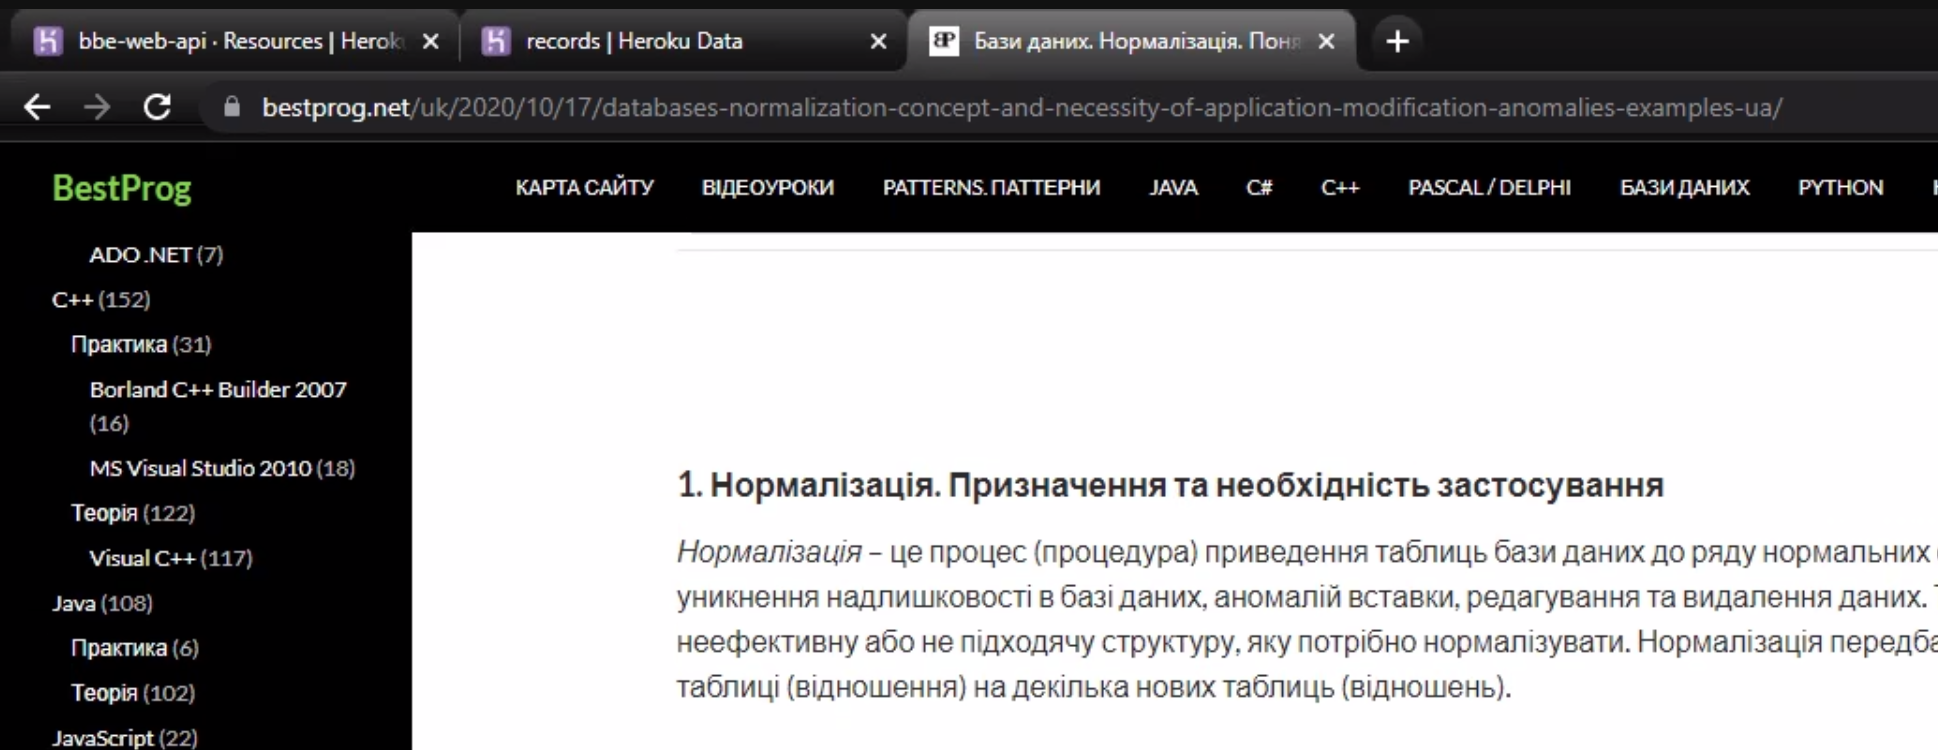 bbe-web-api · Resources | Herok
records | Heroku Data
Бази даних. Нормалізація. Поня
bestprog.net/uk/2020/10/17/databases-normalization-concept-and-necessity-of-application-modification-anomalies-examples-ua/
BestProg
КАРТА САЙТУ ВІДЕОУРОКИ PATTERNS. ПАТТЕРНИ JAVA C# C++ PASCAL / DELPHI БАЗИ ДАНИХ PYTHON
ADO .NET (7)
C++ (152)
Практика (31)
Borland C++ Builder 2007
(16)
MS Visual Studio 2010 (18)
Теорія (122)
Visual C++ (117)
Java (108)
Практика (6)
Теорія (102)
JavaScript (22)
1. Нормалізація. Призначення та необхідність застосування
Нормалізація – це процес (процедура) приведення таблиць бази даних до ряду нормальних
уникнення надлишковості в базі даних, аномалій вставки, редагування та видалення даних.
неефективну або не підходячу структуру, яку потрібно нормалізувати. Нормалізація передба
таблиці (відношення) на декілька нових таблиць (відношень).